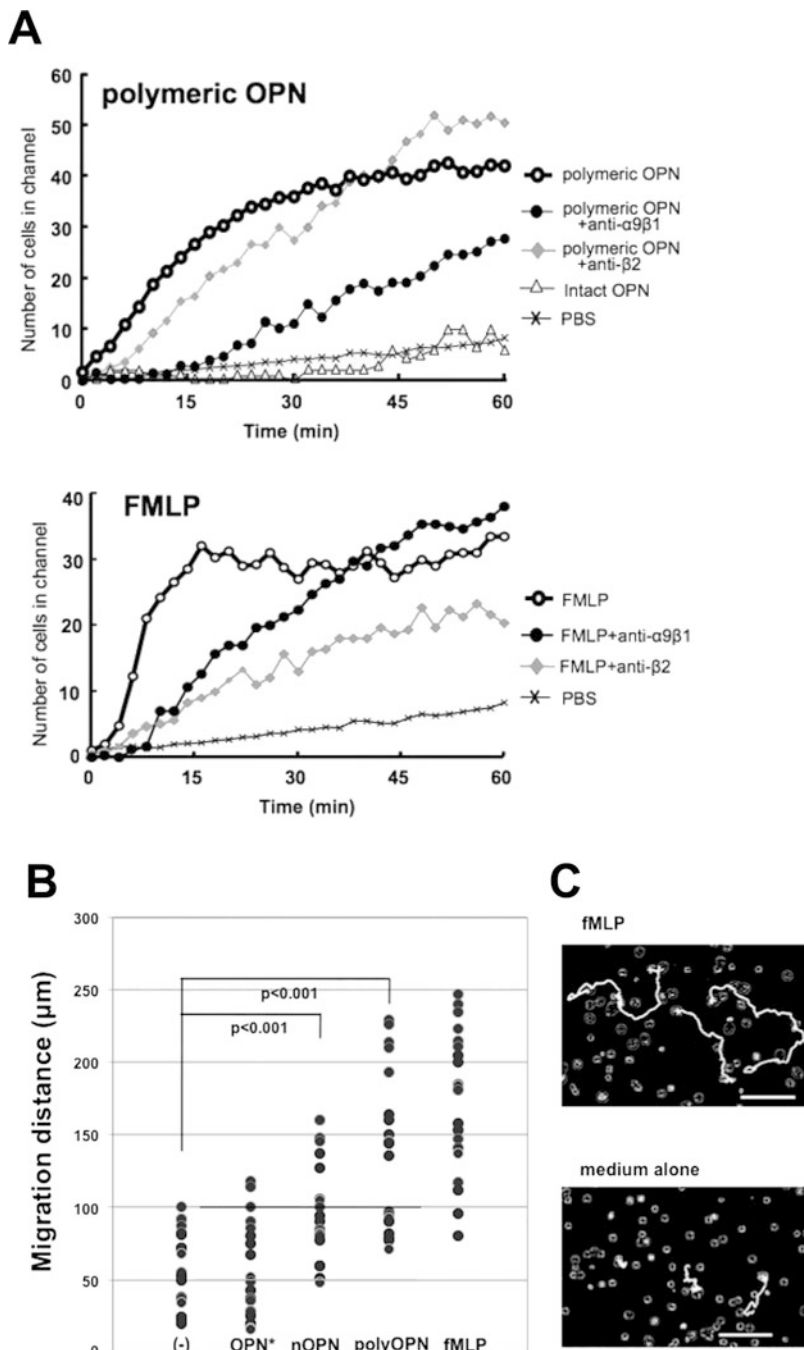 A
polymeric OPN
60
50
40
30
20
10
0
Number of cells in channel
0 15 30 45 60
Time (min)
polymeric OPN
polymeric OPN
+anti-α9β1
polymeric OPN
+anti-β2
Intact OPN
PBS
FMLP
40
30
20
10
0
Number of cells in channel
0 15 30 45 60
Time (min)
FMLP
FMLP+anti-α9β1
FMLP+anti-β2
PBS
B
300
250
200
150
100
50
0
Migration distance (μm)
p<0.001
p<0.001
(-) OPN* nOPN polyOPN fMLP
C
fMLP
medium alone